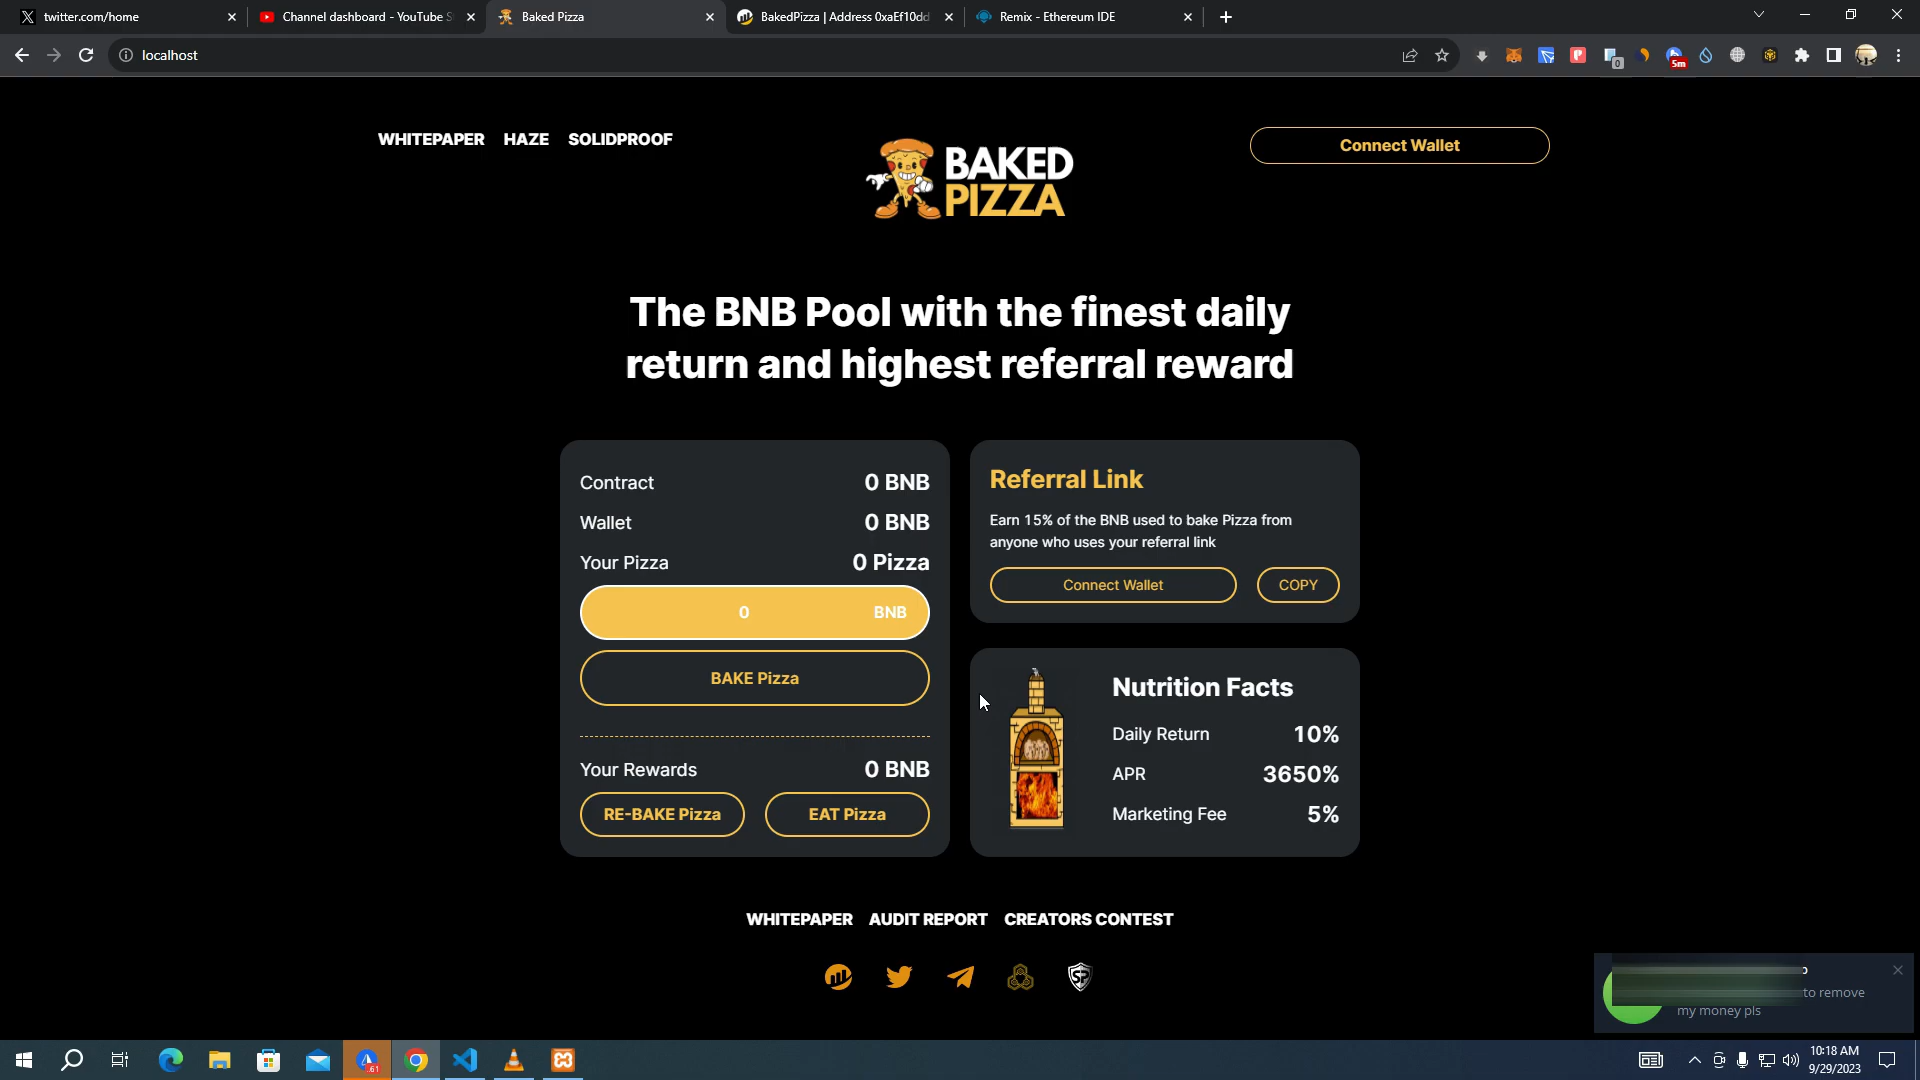 twitter.com/home
Channel dashboard - YouTube S
Baked Pizza
BakedPizza | Address 0xaEf10dd
Remix - Ethereum IDE
localhost
0
5m
WHITEPAPER HAZE SOLIDPROOF
BAKED
PIZZA
Connect Wallet
The BNB Pool with the finest daily
return and highest referral reward
Contract 0 BNB
Wallet 0 BNB
Your Pizza 0 Pizza
0 BNB
BAKE Pizza
Your Rewards 0 BNB
RE-BAKE Pizza EAT Pizza
Referral Link
Earn 15% of the BNB used to bake Pizza from
anyone who uses your referral link
Connect Wallet COPY
Nutrition Facts
Daily Return 10%
APR 3650%
Marketing Fee 5%
WHITEPAPER AUDIT REPORT CREATORS CONTEST
to remove
my money pls
..61
10:18 AM
9/29/2023